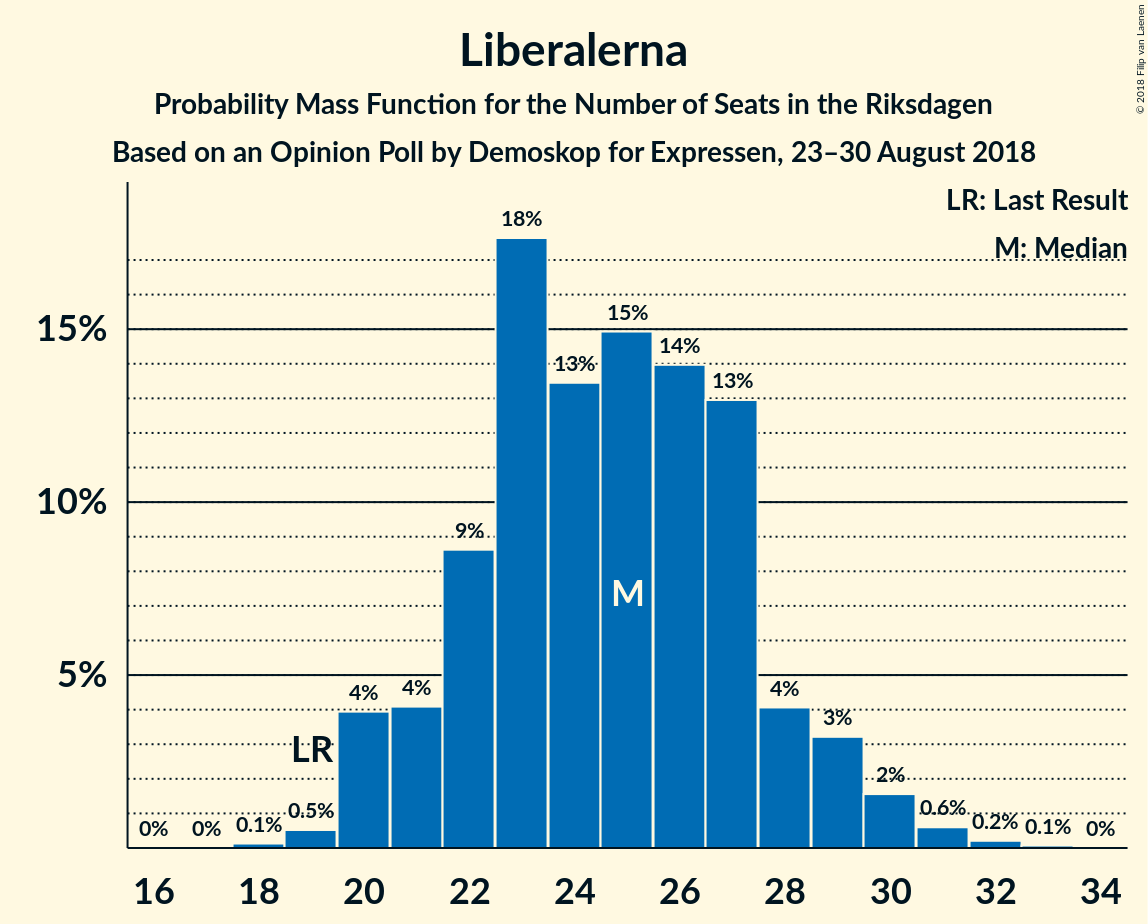 Liberalerna
Probability Mass Function for the Number of Seats in the Riksdagen
Based on an Opinion Poll by Demoskop for Expressen, 23–30 August 2018
© 2018 Filip van Laenen
LR: Last Result
M: Median
15%
10%
5%
0%
0%
0.1%
0.5%
4%
4%
9%
18%
13%
15%
14%
13%
4%
3%
2%
0.6%
0.2%
0.1%
0%
LR
M
16 18 20 22 24 26 28 30 32 34